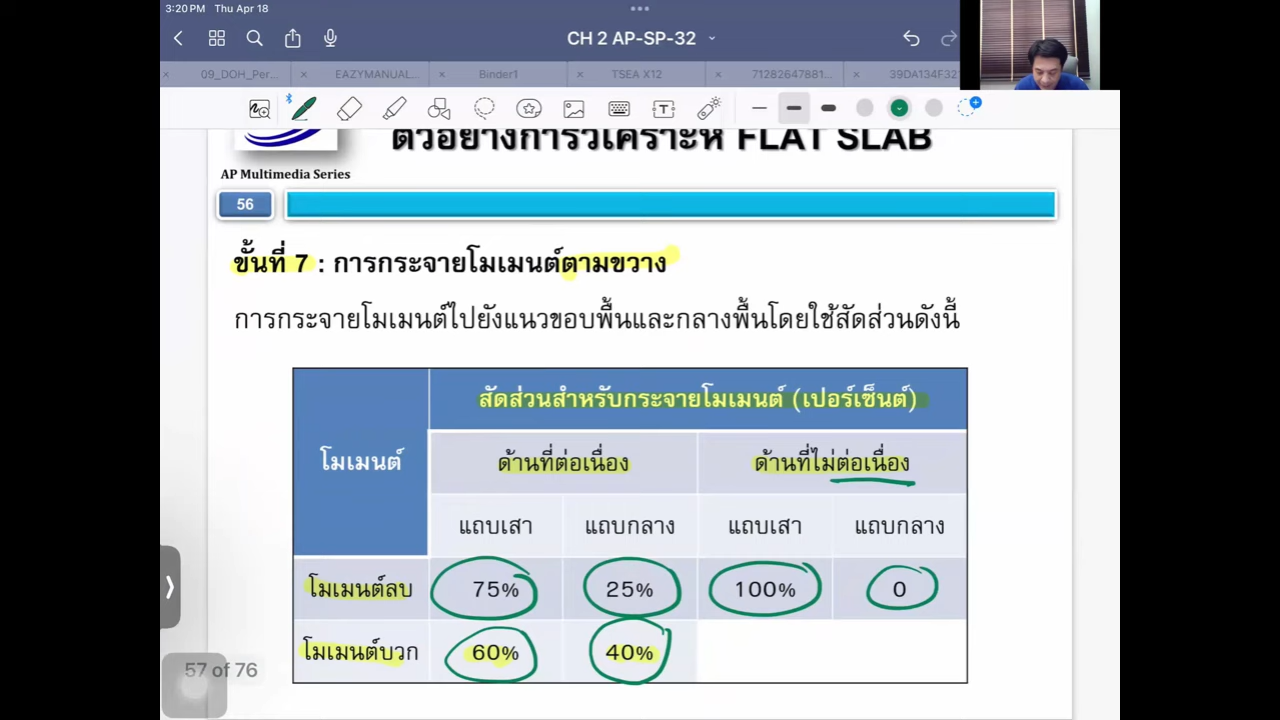 3:20 PM Thu Apr 18
CH 2 AP-SP-32
09_DOH_Per...
EAZYMANUAL...
Binder1
TSEA X12
71282647881...
39DA134F321
ตัวอย่างการวิเคราะห์ FLAT SLAB
AP Multimedia Series
56
ขั้นที่ 7 : การกระจายโมเมนต์ตามขวาง
การกระจายโมเมนต์ไปยังแนวขอบพื้นและกลางพื้นโดยใช้สัดส่วนดังนี้
โมเมนต์
สัดส่วนสำหรับกระจายโมเมนต์ (เปอร์เซ็นต์)
ด้านที่ต่อเนื่อง ด้านที่ไม่ต่อเนื่อง
แถบเสา แถบกลาง แถบเสา แถบกลาง
โมเมนต์ลบ 75% 25% 100% 0
โมเมนต์บวก 60% 40%
57 of 76